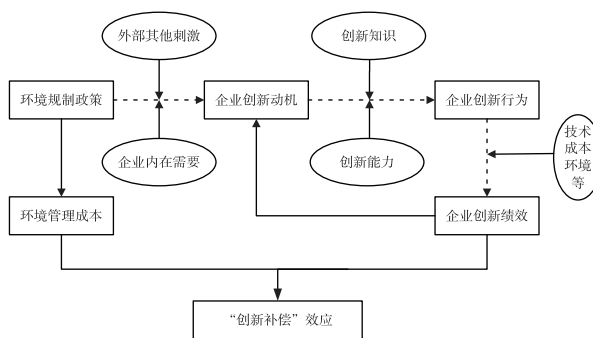 外部其他刺激
创新知识
环境规制政策
企业创新动机
企业创新行为
企业内在需要
创新能力
技术
成本
环境
等
环境管理成本
企业创新绩效
“创新补偿”效应